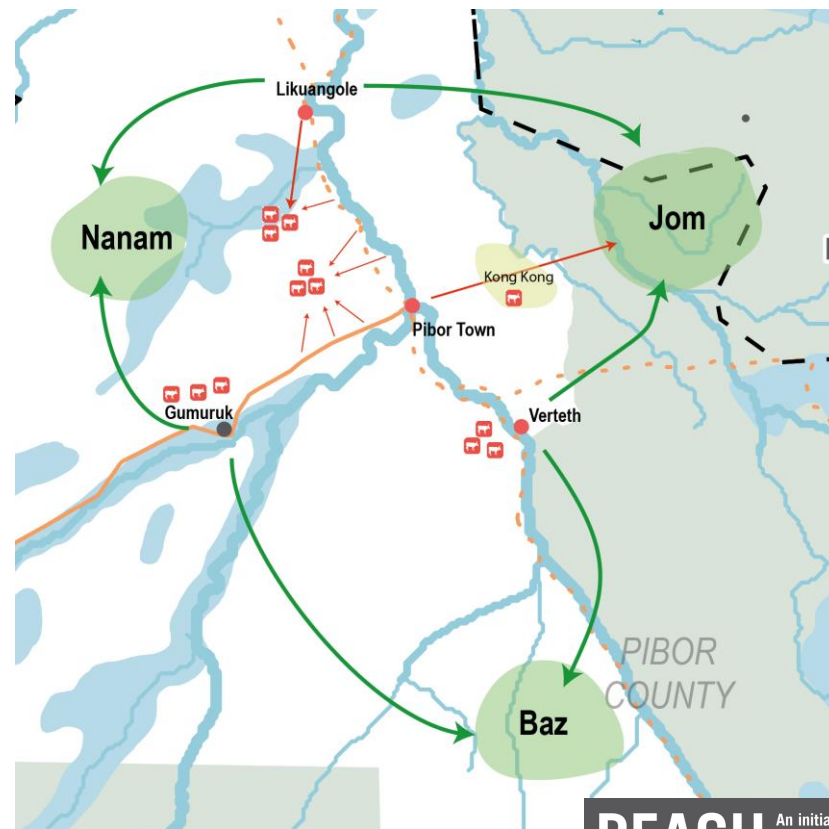 Likuangole
Nanam
Jom
Kong Kong
Pibor Town
Gumuruk
Verteth
PIBOR
COUNTY
Baz
REACH An initia